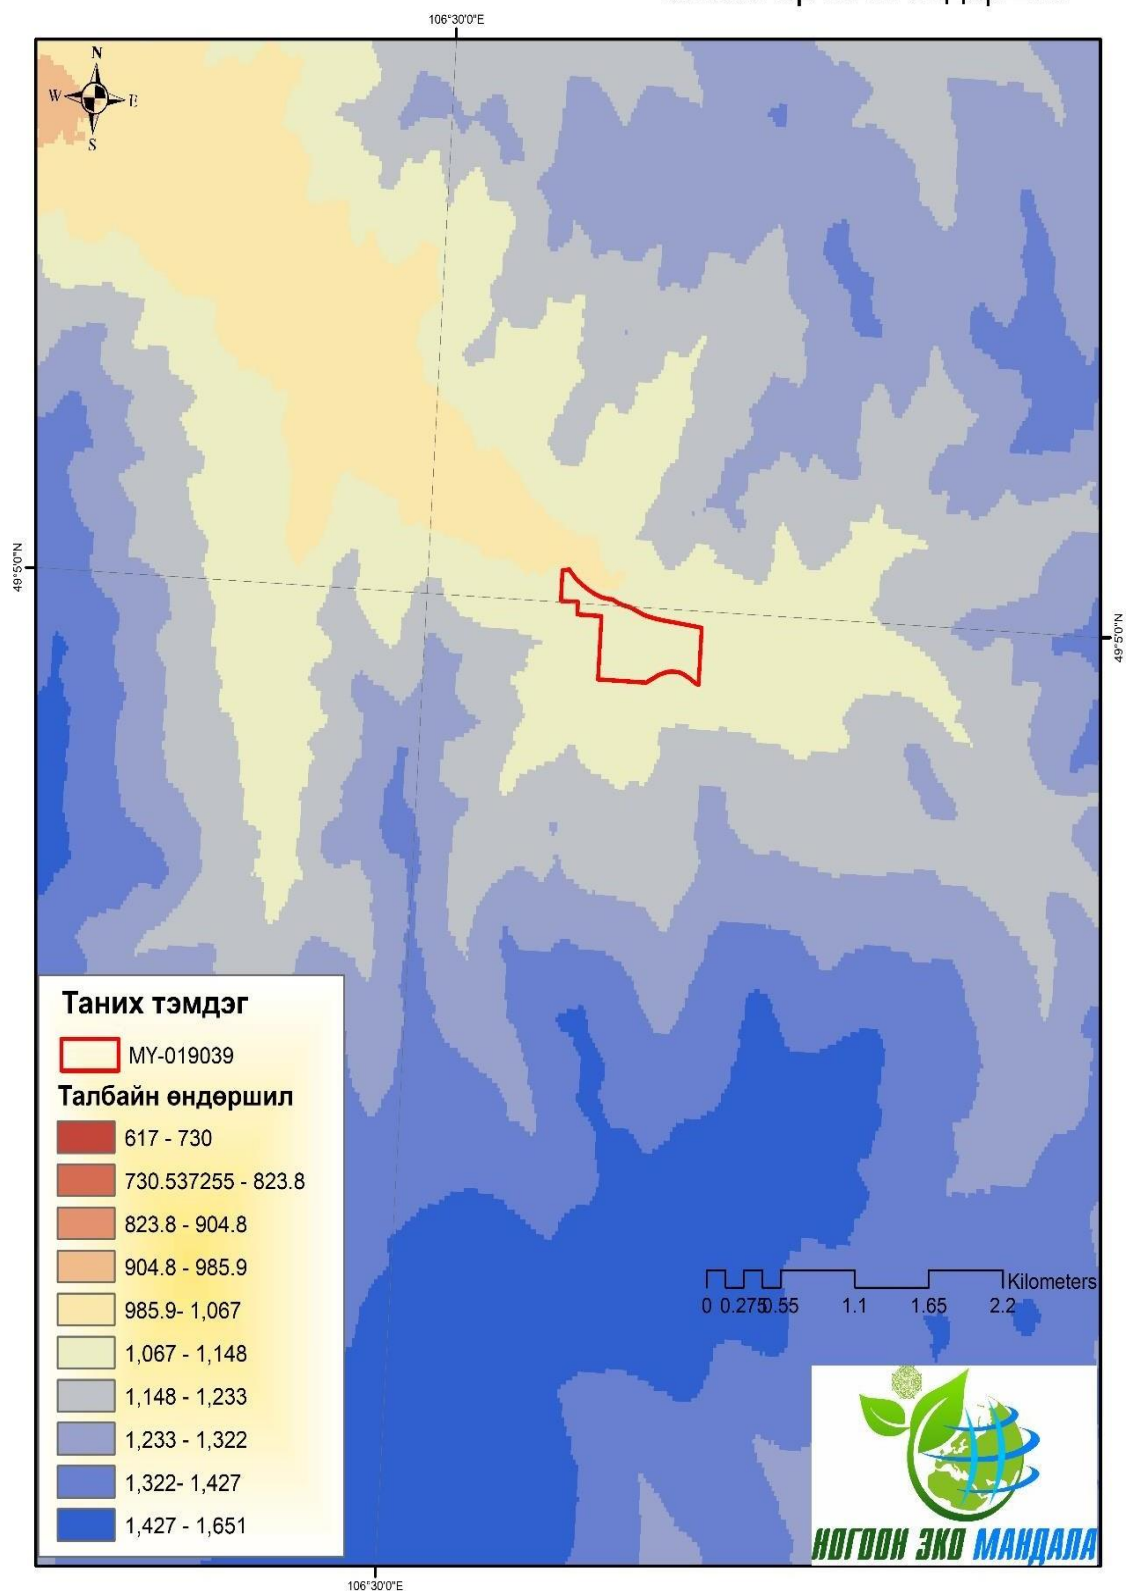 106°30'0"E
N
W E
S
49°5'0"N
49°5'0"N
Таних тэмдэг
MY-019039
Талбайн өндөршил
617 - 730
730.537255 - 823.8
823.8 - 904.8
904.8 - 985.9
985.9- 1,067
1,067 - 1,148
1,148 - 1,233
1,233 - 1,322
1,322- 1,427
1,427 - 1,651
Kilometers
0 0.275 0.55 1.1 1.65 2.2
НОГООН ЭКО МАНДАЛА
106°30'0"E